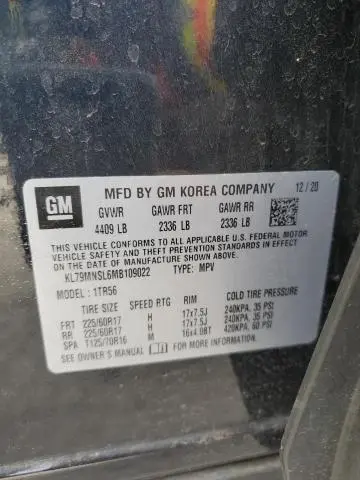 GM
MFD BY GM KOREA COMPANY 12/20
GVWR GAWR FRT GAWR RR
4409 LB 2336 LB 2336 LB
THIS VEHICLE CONFORMS TO ALL APPLICABLE U.S. FEDERAL MOTOR
VEHICLE SAFETY AND THEFT PREVENTION STANDARDS IN EFFECT ON
THE DATE OF MANUFACTURE SHOWN ABOVE.
KL79MNSL6MB109022 TYPE: MPV
MODEL : 1TR56
TIRE SIZE SPEED RTG RIM COLD TIRE PRESSURE
FRT 225/60R17 H 17x7.5J 240KPA, 35 PSI
RR 225/60R17 H 17x7.5J 240KPA, 35 PSI
SPA T125/70R16 M 16x4.0BT 420KPA, 60 PSI
SEE OWNER'S MANUAL FOR MORE INFORMATION.